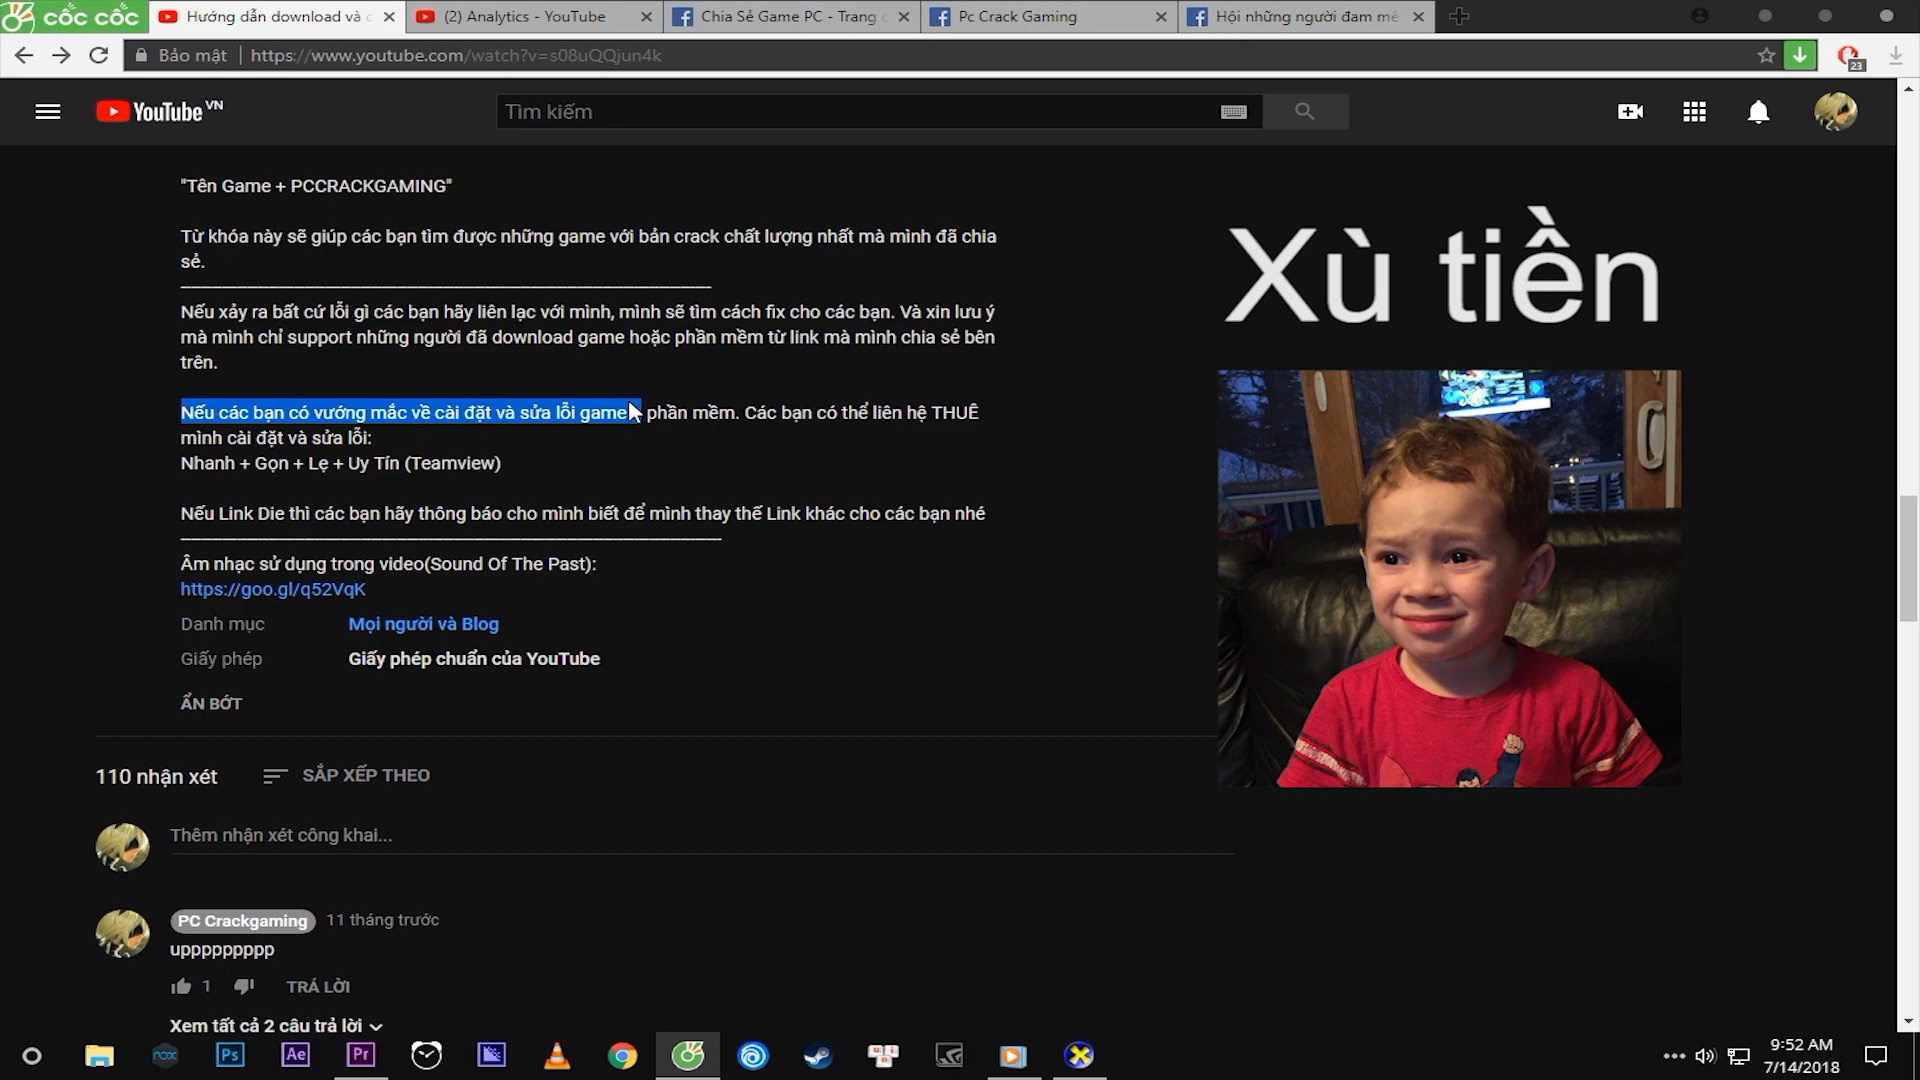 cốc cốc
Hướng dẫn download và
(2) Analytics - YouTube
Chia Sẻ Game PC - Trang
Pc Crack Gaming
Hội những người đam mê
Bảo mật
https://www.youtube.com/watch?v=s08uQQjun4k
23
YouTube VN
Tìm kiếm
"Tên Game + PCCRACKGAMING"
Từ khóa này sẽ giúp các bạn tìm được những game với bản crack chất lượng nhất mà mình đã chia
sẻ.
Nếu xảy ra bất cứ lỗi gì các bạn hãy liên lạc với mình, mình sẽ tìm cách fix cho các bạn. Và xin lưu ý
mà mình chỉ support những người đã download game hoặc phần mềm từ link mà mình chia sẻ bên
trên.
Nếu các bạn có vướng mắc về cài đặt và sửa lỗi game phần mềm. Các bạn có thể liên hệ THUÊ
mình cài đặt và sửa lỗi:
Nhanh + Gọn + Lẹ + Uy Tín (Teamview)
Nếu Link Die thì các bạn hãy thông báo cho mình biết để mình thay thế Link khác cho các bạn nhé
Âm nhạc sử dụng trong video(Sound Of The Past):
https://goo.gl/q52VqK
Danh mục Mọi người và Blog
Giấy phép Giấy phép chuẩn của YouTube
ẨN BỚT
Xù tiền
110 nhận xét SẮP XẾP THEO
Thêm nhận xét công khai...
PC Crackgaming 11 tháng trước
upppppppp
1 TRẢ LỜI
Xem tất cả 2 câu trả lời
nox
Ps
Ae
Pr
9:52 AM
7/14/2018